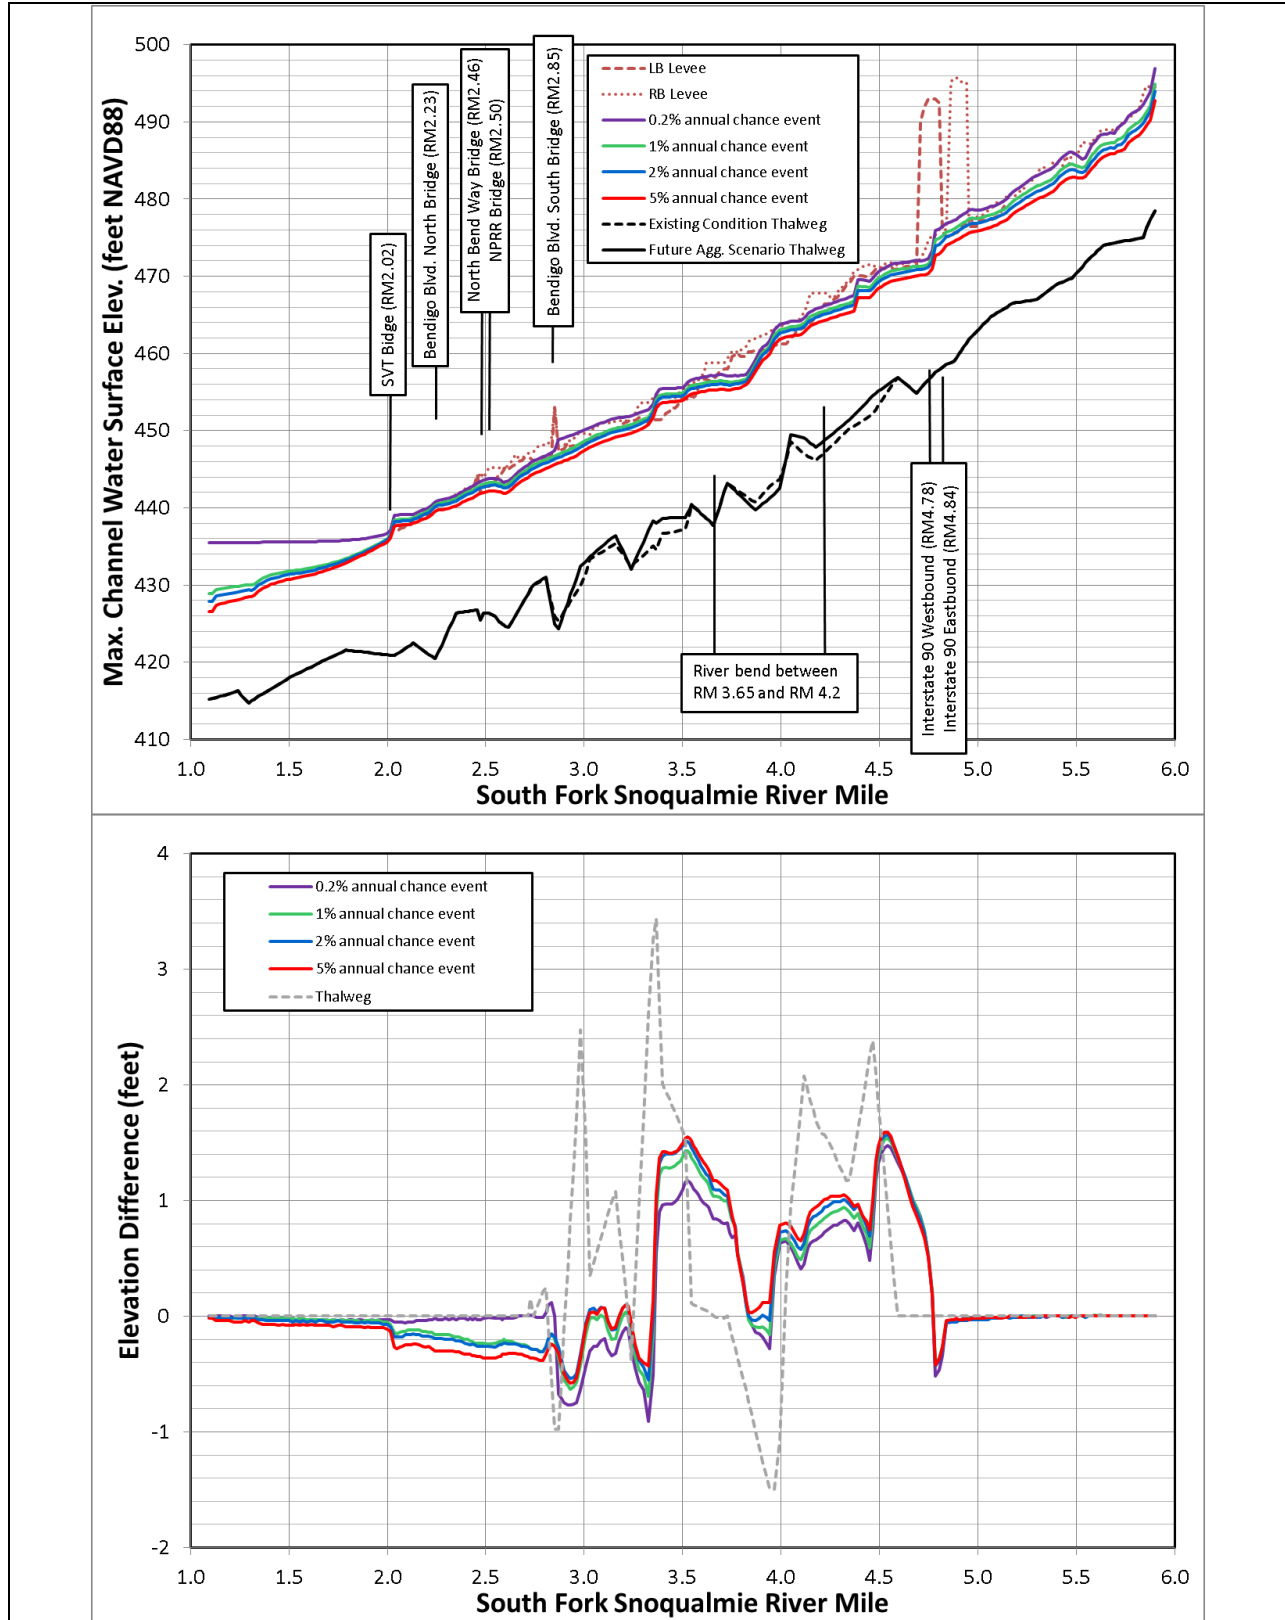 Max. Channel Water Surface Elev. (feet NAVD88)
500
490
480
470
460
450
440
430
420
410
SVT Bidge (RM2.02)
Bendigo Blvd. North Bridge (RM2.23)
North Bend Way Bridge (RM2.46)
NPRR Bridge (RM2.50)
Bendigo Blvd. South Bridge (RM2.85)
LB Levee
RB Levee
0.2% annual chance event
1% annual chance event
2% annual chance event
5% annual chance event
Existing Condition Thalweg
Future Agg. Scenario Thalweg
River bend between
RM 3.65 and RM 4.2
Interstate 90 Westbound (RM4.78)
Interstate 90 Eastbuond (RM4.84)
1.0 1.5 2.0 2.5 3.0 3.5 4.0 4.5 5.0 5.5 6.0
South Fork Snoqualmie River Mile
Elevation Difference (feet)
4
3
2
1
0
-1
-2
0.2% annual chance event
1% annual chance event
2% annual chance event
5% annual chance event
Thalweg
1.0 1.5 2.0 2.5 3.0 3.5 4.0 4.5 5.0 5.5 6.0
South Fork Snoqualmie River Mile